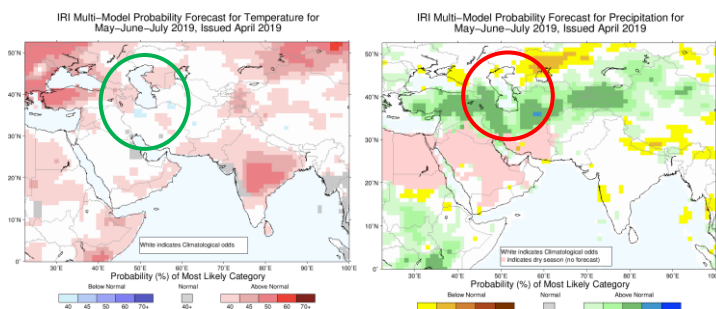 IRI Multi-Model Probability Forecast for Temperature for
May-June-July 2019, Issued April 2019
50°N
40°N
30°N
20°N
10°N
0°
White indicates Climatological odds
30°E
40°E
50°E
60°E
70°E
80°E
90°E
100°E
Probability (%) of Most Likely Category
Below Normal
Normal
Above Normal
40 45 50 60 70+
40+
40 45 50 60 70+
IRI Multi-Model Probability Forecast for Precipitation for
May-June-July 2019, Issued April 2019
50°N
40°N
30°N
20°N
10°N
0°
White indicates Climatological odds
indicates dry season (no forecast)
30°E
40°E
50°E
60°E
70°E
80°E
90°E
Probability (%) of Most Likely Category
Below Normal
Normal
Above Normal